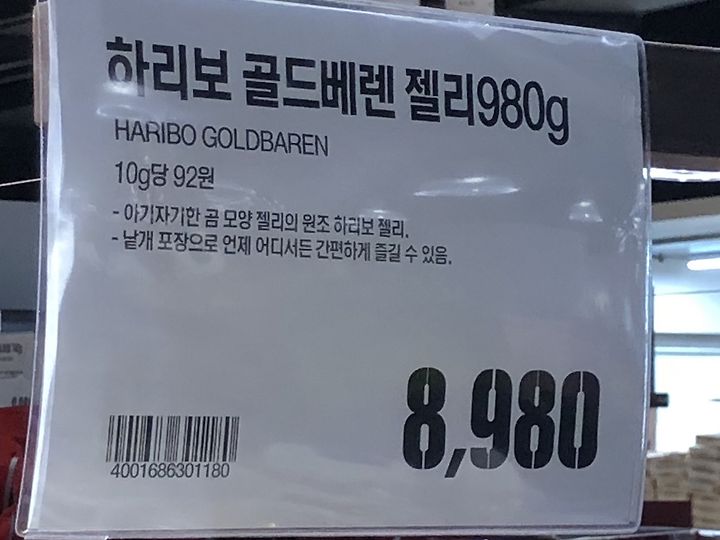 하리보 골드베렌 젤리980g
HARIBO GOLDBAREN
10g당 92원
- 아기자기한 곰 모양 젤리의 원조 하리보 젤리.
- 낱개 포장으로 언제 어디서든 간편하게 즐길 수 있음.
8,980
4001686301180